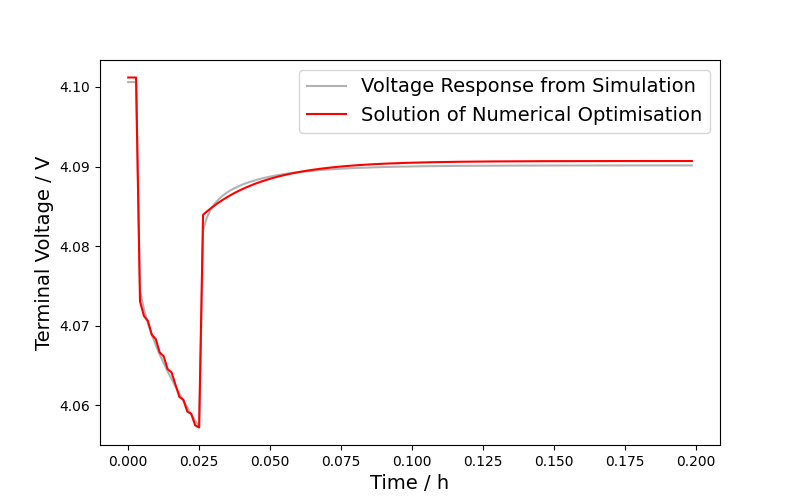 Voltage Response from Simulation
Solution of Numerical Optimisation
Terminal Voltage / V
4.10
4.09
4.08
4.07
4.06
0.000 0.025 0.050 0.075 0.100 0.125 0.150 0.175 0.200
Time / h